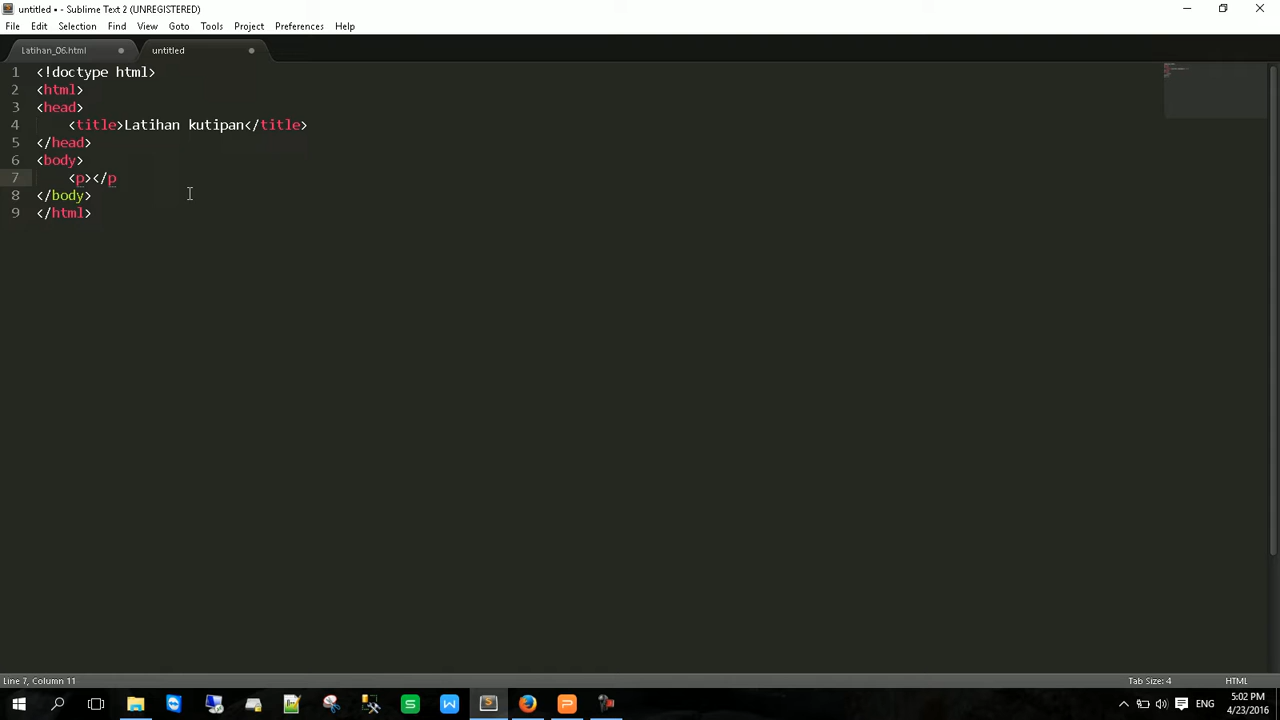 untitled • - Sublime Text 2 (UNREGISTERED)
File Edit Selection Find View Goto Tools Project Preferences Help
Latihan_06.html untitled
1 <!doctype html>
2 <html>
3 <head>
4 <title>Latihan kutipan</title>
5 </head>
6 <body>
7 <p></p
8 </body>
9 </html>
Line 7, Column 11 Tab Size: 4 HTML
S W S P ENG 5:02 PM
4/23/2016